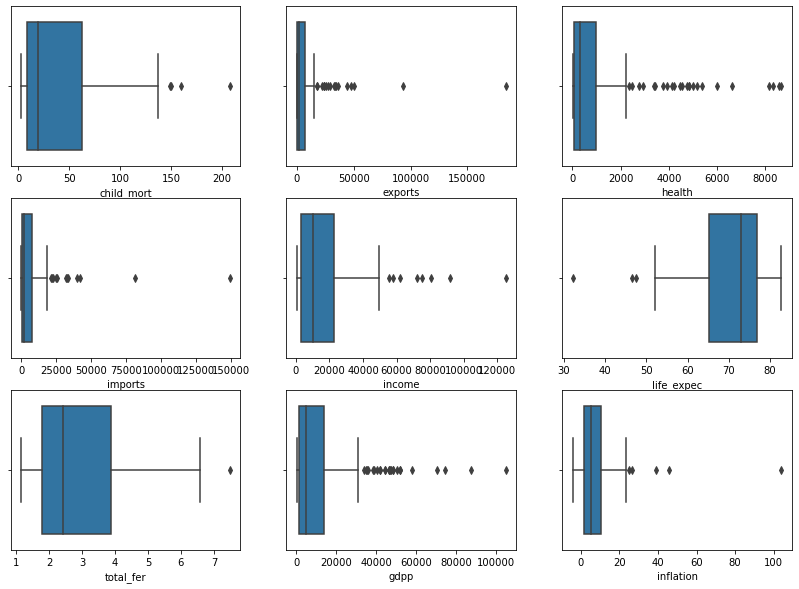 0 50 100 150 200
child_mort
0 50000 100000 150000
exports
0 2000 4000 6000 8000
health
0 25000 50000 75000 100000 125000 150000
imports
0 20000 40000 60000 80000 100000 120000
income
30 40 50 60 70 80
life_expec
1 2 3 4 5 6 7
total_fer
0 20000 40000 60000 80000 100000
gdpp
0 20 40 60 80 100
inflation